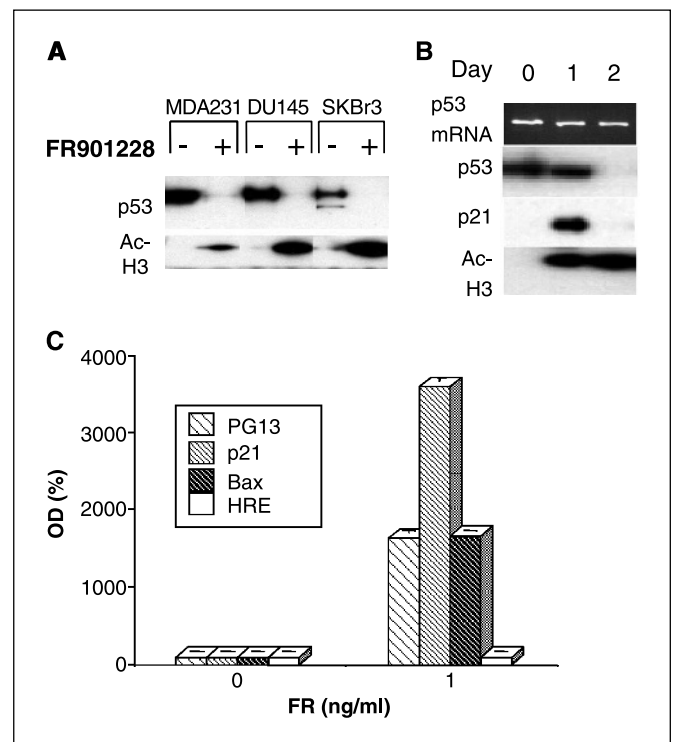 A
MDA231 DU145 SKBr3
FR901228 - + - + - +
p53
Ac-
H3
B
Day 0 1 2
p53
mRNA
p53
p21
Ac-
H3
C
4000
3000
2000
1000
0
OD (%)
PG13
p21
Bax
HRE
0 1
FR (ng/ml)